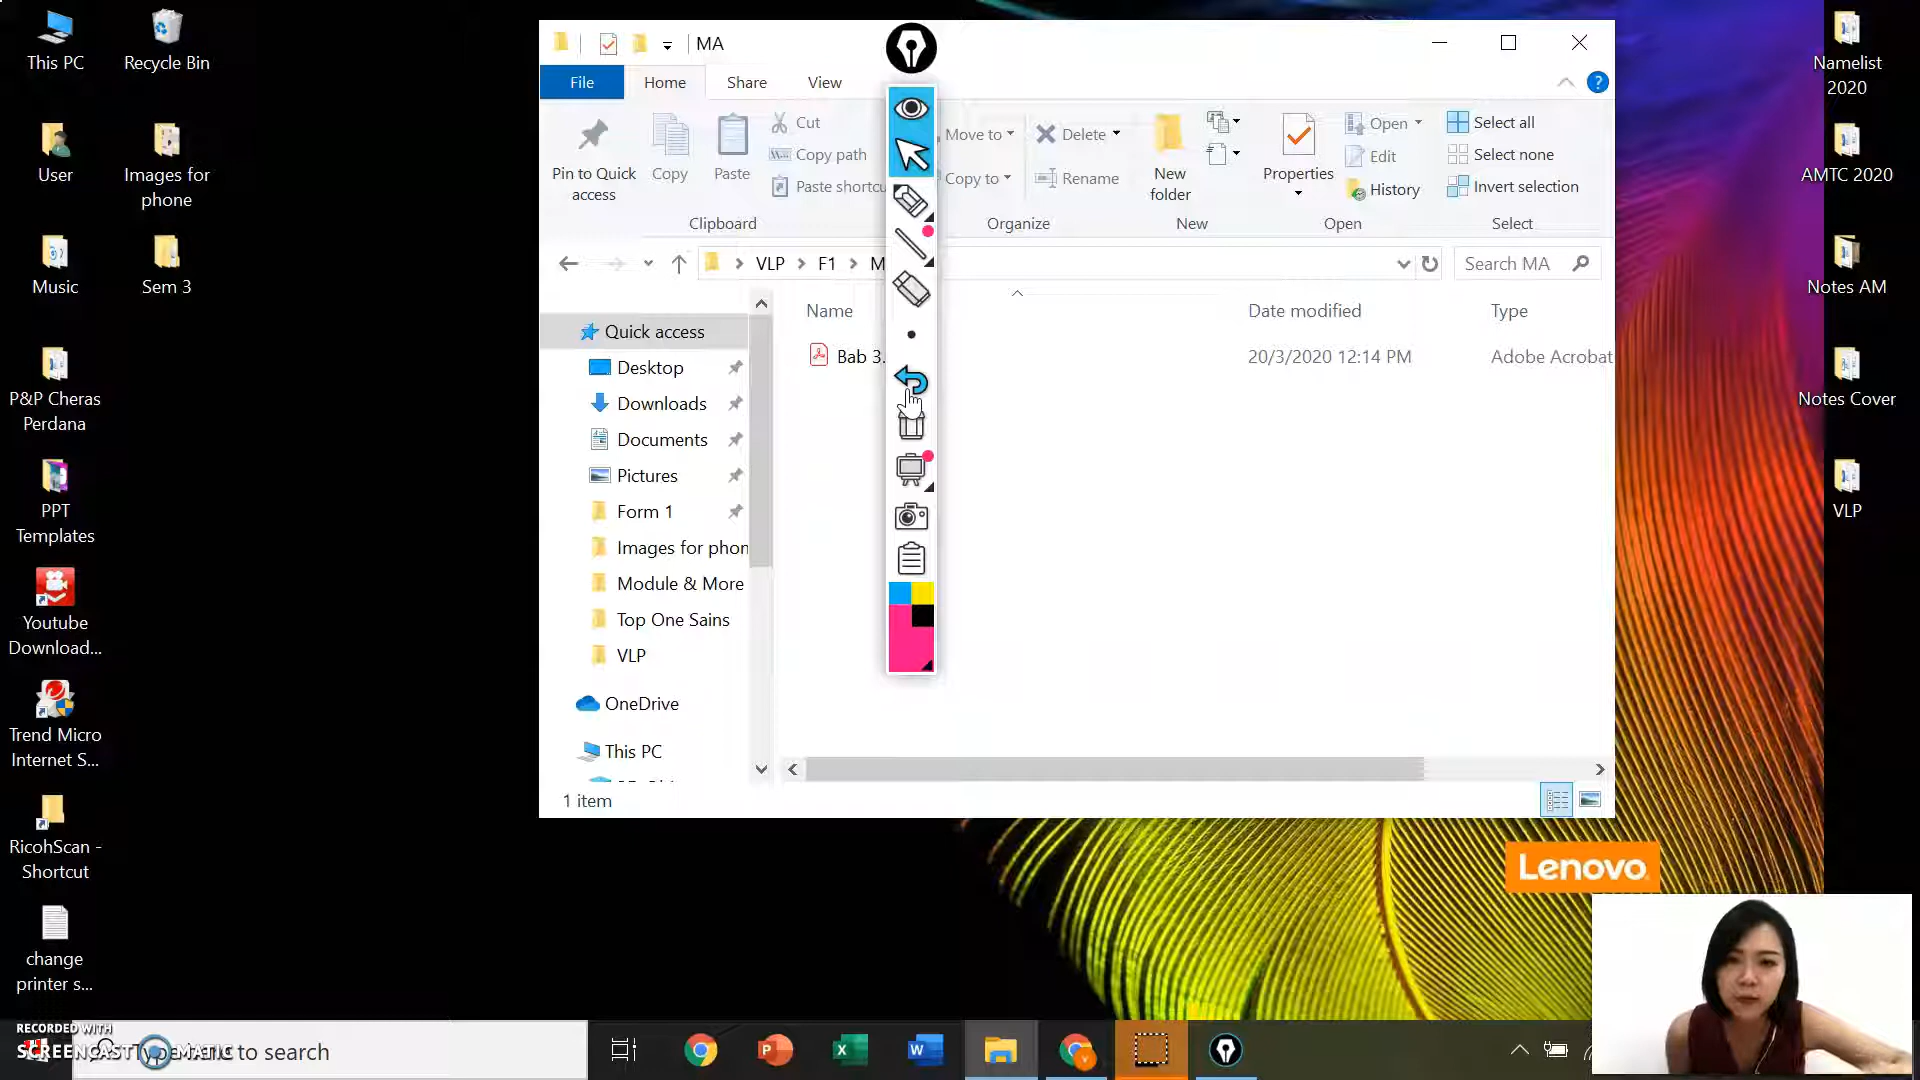 This PC
Recycle Bin
User
Images for
phone
Music
Sem 3
P&P Cheras
Perdana
PPT
Templates
Youtube
Download...
Trend Micro
Internet S...
RicohScan -
Shortcut
change
printer s...
MA
File
Home
Share
View
Pin to Quick
access
Copy
Paste
Cut
Copy path
Paste shortcu
Clipboard
Move to
Copy to
Delete
Rename
Organize
New
folder
New
Properties
Open
Edit
History
Open
Select all
Select none
Invert selection
Select
VLP
F1
M
Search MA
Quick access
Desktop
Downloads
Documents
Pictures
Form 1
Images for phon
Module & More
Top One Sains
VLP
OneDrive
This PC
Name
Date modified
Type
Bab 3.
20/3/2020 12:14 PM
Adobe Acrobat
1 item
Namelist
2020
AMTC 2020
Notes AM
Notes Cover
VLP
Lenovo
RECORDED WITH
SCREENCAST MATIC
to search